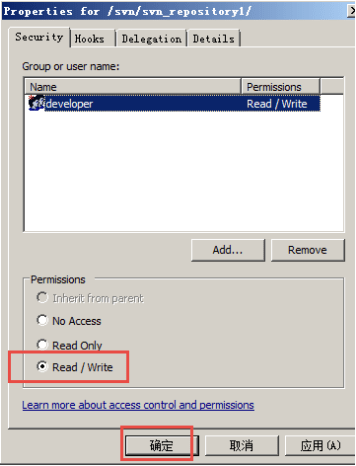 Properties for /svn/svn_repository1/
Security Hooks Delegation Details
Group or user name:
Name Permissions
developer Read / Write
Add... Remove
Permissions
Inherit from parent
No Access
Read Only
Read / Write
Learn more about access control and permissions
确定 取消 应用(A)